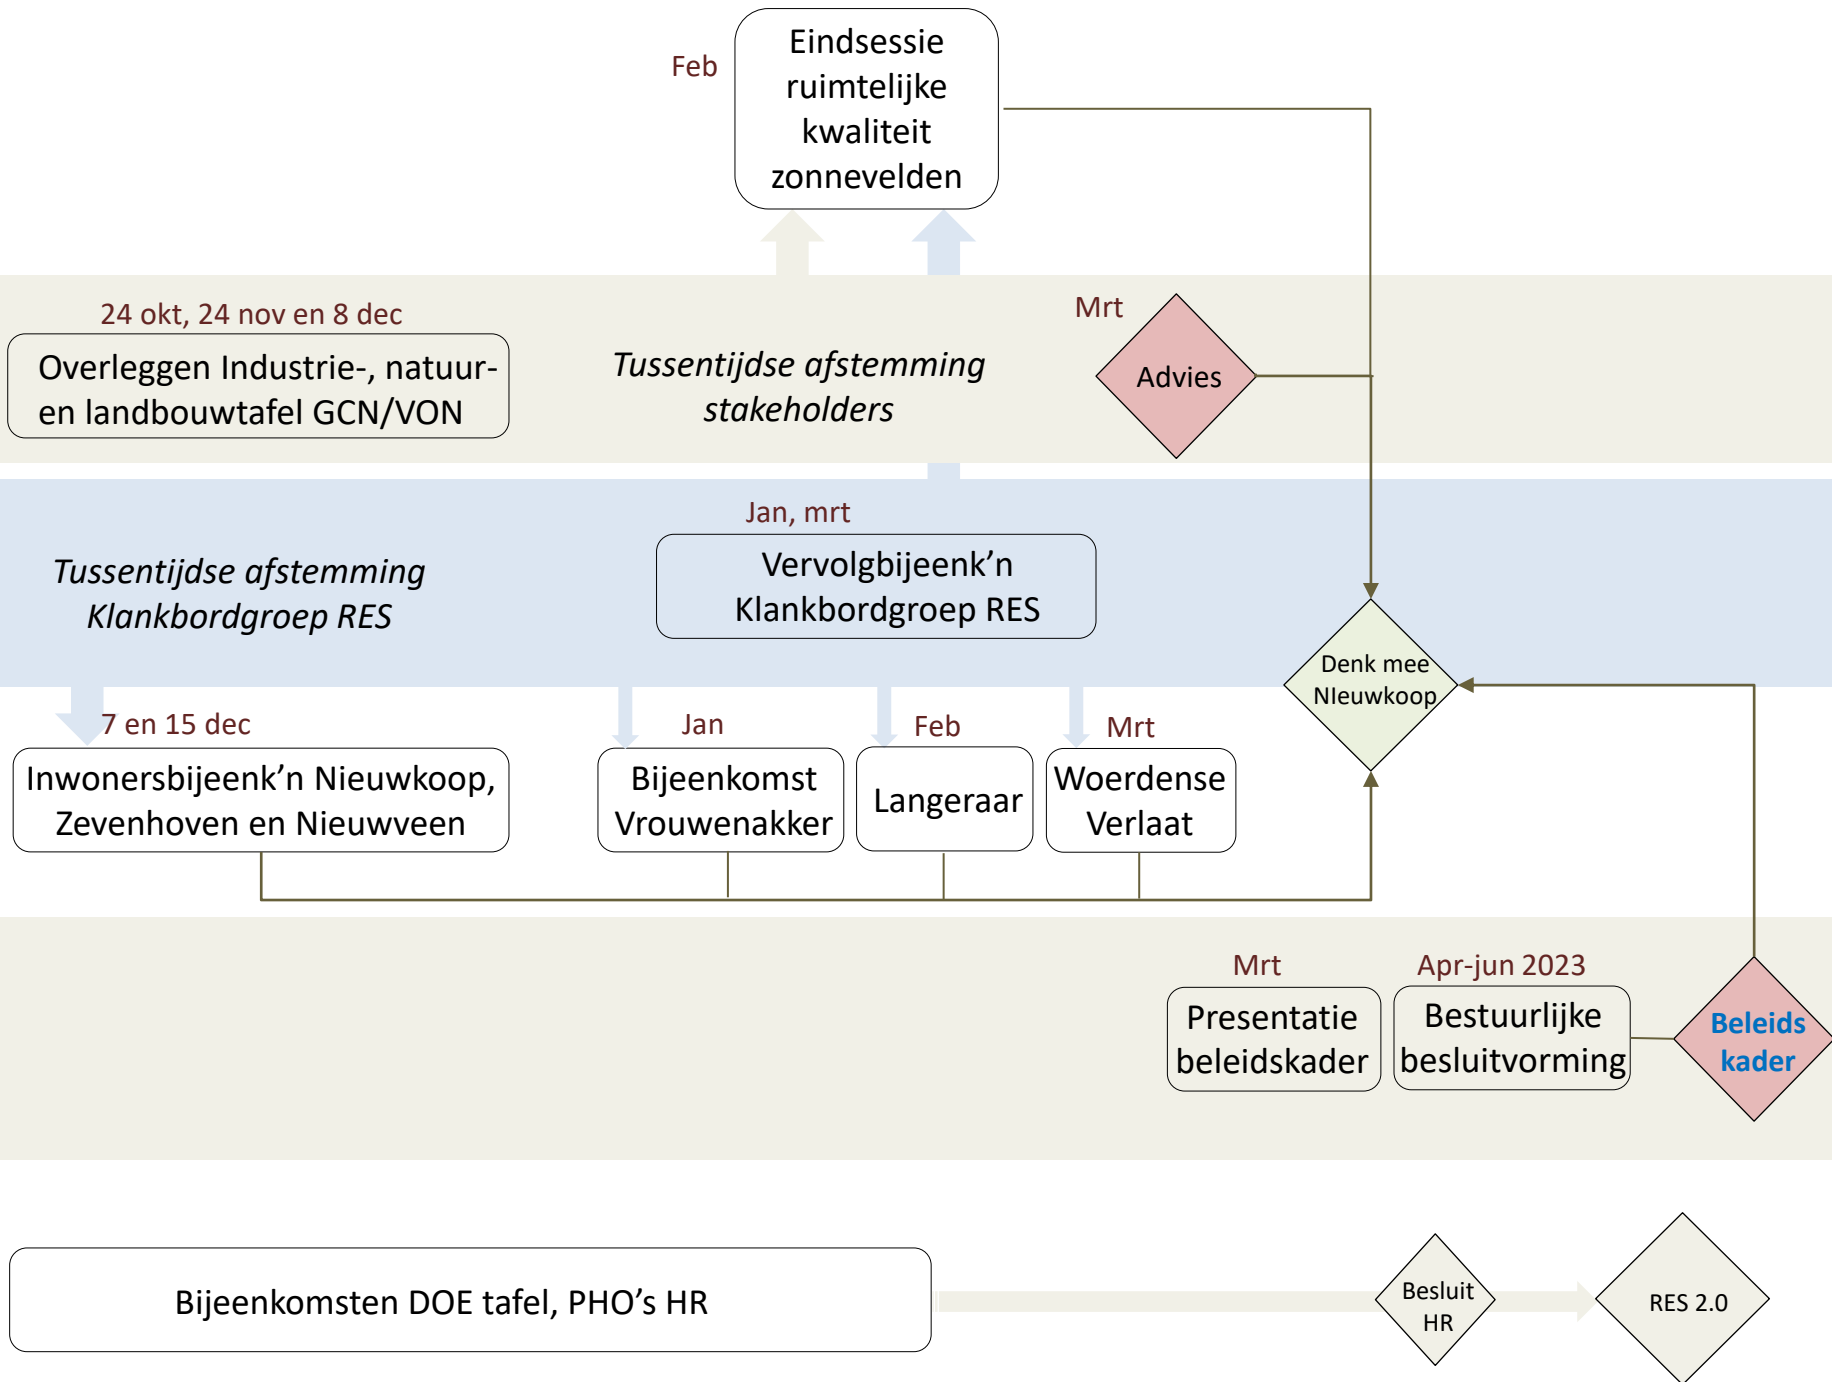 Feb
Eindsessie
ruimtelijke
kwaliteit
zonnevelden
24 okt, 24 nov en 8 dec
Overleggen Industrie-, natuur-
en landbouwtafel GCN/VON
Tussentijdse afstemming
stakeholders
Mrt
Advies
Jan, mrt
Vervolgbijeenk’n
Klankbordgroep RES
Tussentijdse afstemming
Klankbordgroep RES
Denk mee
NIeuwkoop
7 en 15 dec
Inwonersbijeenk’n Nieuwkoop,
Zevenhoven en Nieuwveen
Jan
Bijeenkomst
Vrouwenakker
Feb
Langeraar
Mrt
Woerdense
Verlaat
Mrt
Presentatie
beleidskader
Apr-jun 2023
Bestuurlijke
besluitvorming
Beleids
kader
Bijeenkomsten DOE tafel, PHO’s HR
Besluit
HR
RES 2.0